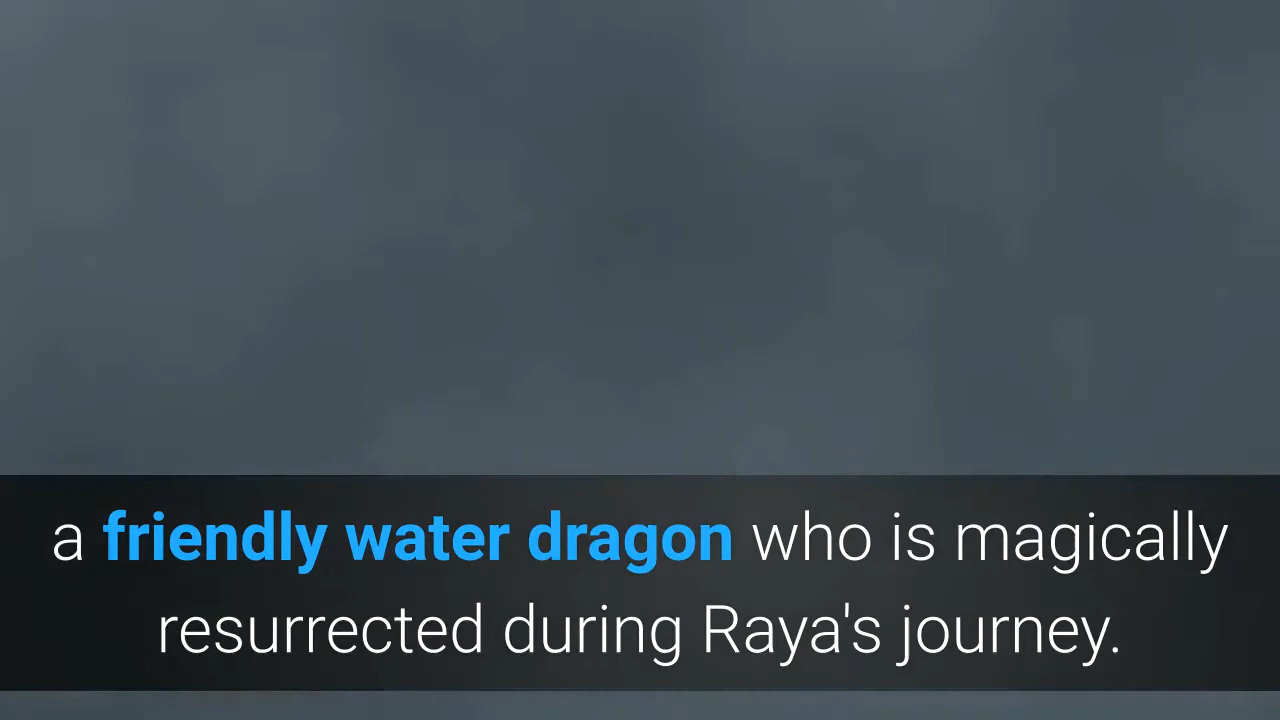 a friendly water dragon who is magically
resurrected during Raya's journey.